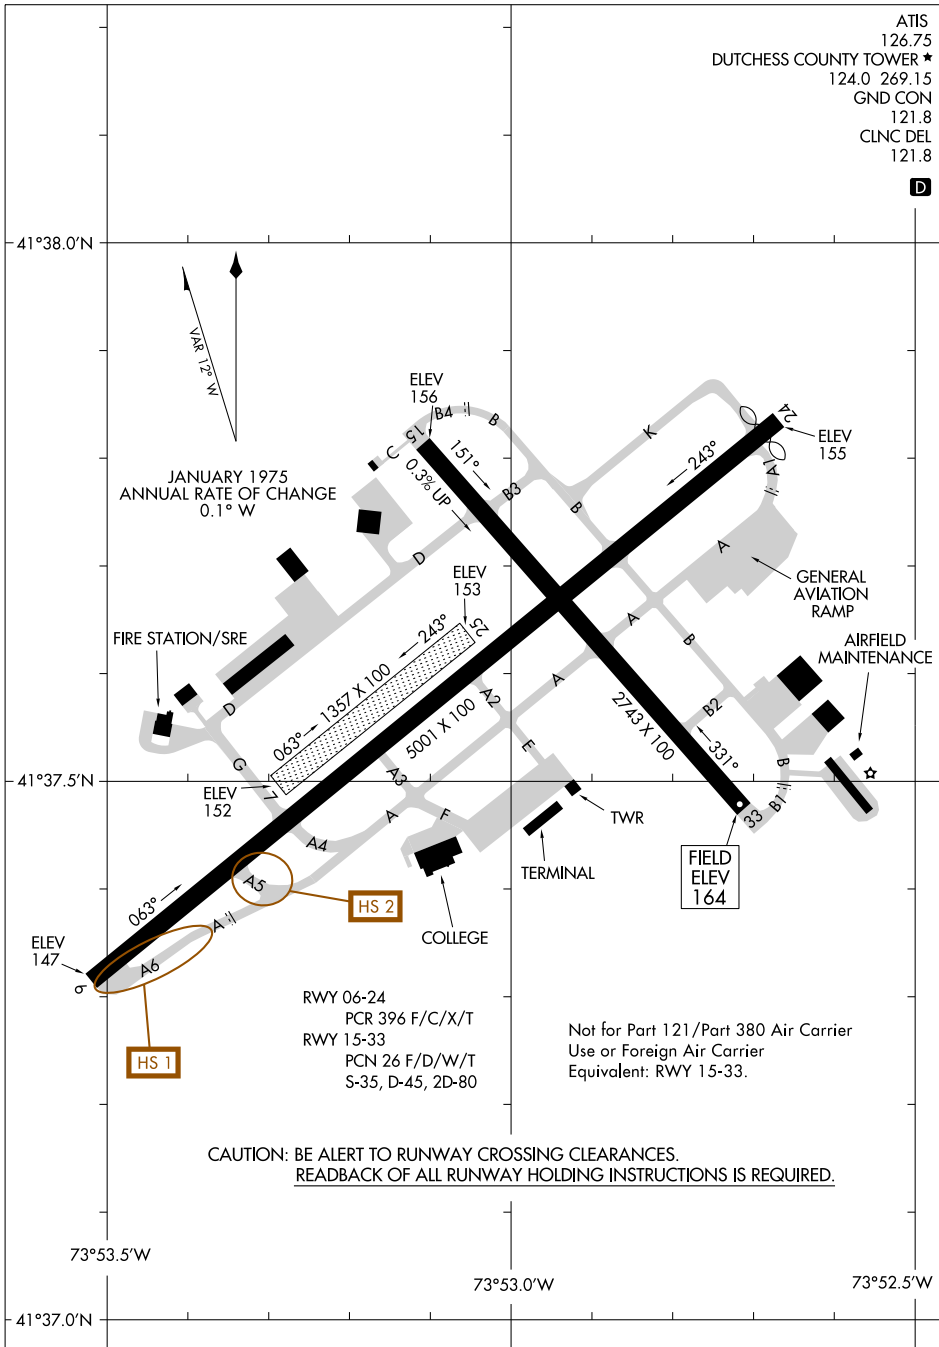 ATIS
126.75
DUTCHESS COUNTY TOWER ★
124.0 269.15
GND CON
121.8
CLNC DEL
121.8
D
41°38.0'N
VAR 12° W
JANUARY 1975
ANNUAL RATE OF CHANGE
0.1° W
ELEV
156
B4
B
15
C
151°
0.3% UP
B3
D
B
K
243°
24
ELEV
155
A1
A
GENERAL
AVIATION
RAMP
ELEV
153
25
243°
FIRE STATION/SRE
AIRFIELD
MAINTENANCE
A
B
A
D
063°
1357 X 100
5001 X 100
A2
E
2743 X 100
B2
331°
41°37.5'N
G
ELEV
152
7
A3
A
F
A4
B
B1
33
TWR
TERMINAL
FIELD
ELEV
164
A5
HS 2
COLLEGE
063°
A
ELEV
147
A6
6
HS 1
RWY 06-24
PCR 396 F/C/X/T
RWY 15-33
PCN 26 F/D/W/T
S-35, D-45, 2D-80
Not for Part 121/Part 380 Air Carrier
Use or Foreign Air Carrier
Equivalent: RWY 15-33.
CAUTION: BE ALERT TO RUNWAY CROSSING CLEARANCES.
READBACK OF ALL RUNWAY HOLDING INSTRUCTIONS IS REQUIRED.
73°53.5'W
73°53.0'W
73°52.5'W
41°37.0'N